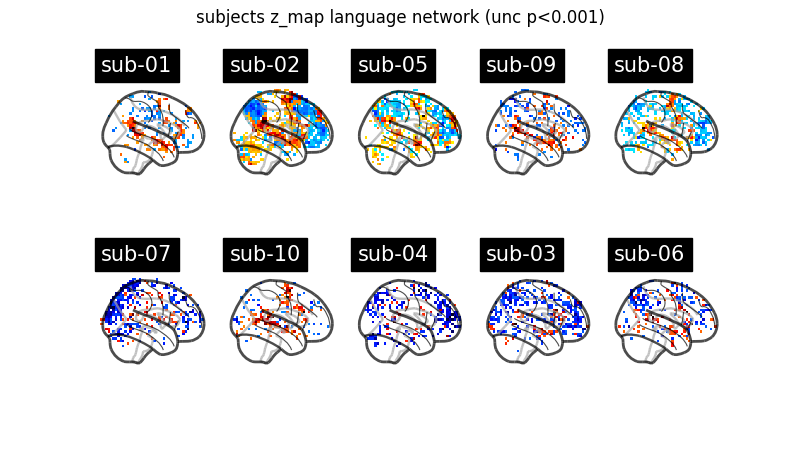 subjects z_map language network (unc p<0.001)
sub-01 sub-02 sub-05 sub-09 sub-08
sub-07 sub-10 sub-04 sub-03 sub-06